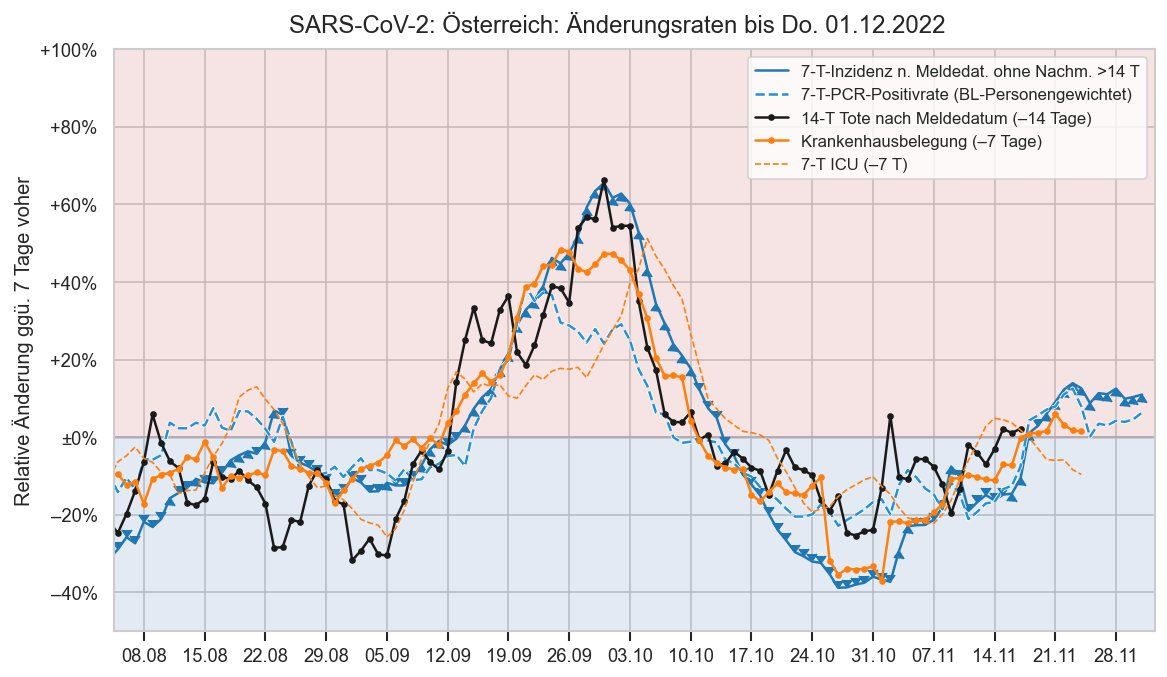 SARS-CoV-2: Österreich: Änderungsraten bis Do. 01.12.2022
Relative Änderung ggü. 7 Tage voher
+100%
+80%
+60%
+40%
+20%
±0%
–20%
–40%
7-T-Inzidenz n. Meldedat. ohne Nachm. >14 T
7-T-PCR-Positivrate (BL-Personengewichtet)
14-T Tote nach Meldedatum (–14 Tage)
Krankenhausbelegung (–7 Tage)
7-T ICU (–7 T)
08.08 15.08 22.08 29.08 05.09 12.09 19.09 26.09 03.10 10.10 17.10 24.10 31.10 07.11 14.11 21.11 28.11